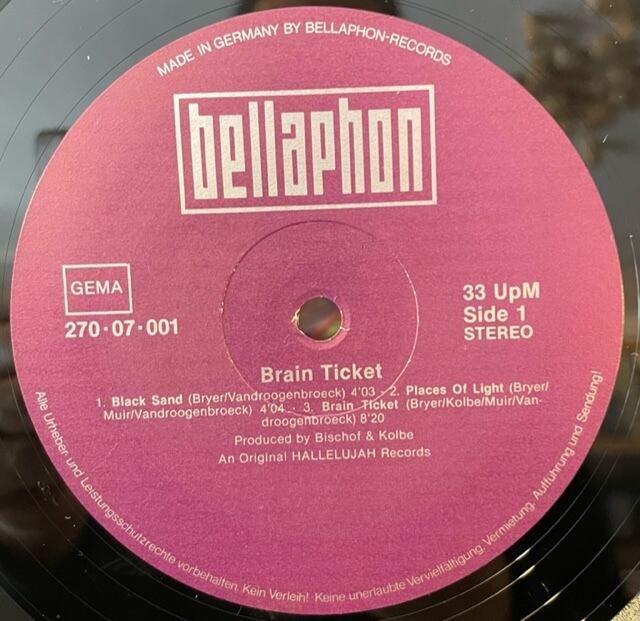 MADE IN GERMANY BY BELLAPHON-RECORDS
bellaphon
GEMA
270·07·001
33 UpM
Side 1
STEREO
Brain Ticket
1. Black Sand (Bryer/Vandroogenbroeck) 4'03 · 2. Places Of Light (Bryer/
Muir/Vandroogenbroeck) 4'04 · 3. Brain Ticket (Bryer/Kolbe/Muir/Van-
droogenbroeck) 8'20
Produced by Bischof & Kolbe
An Original HALLELUJAH Records
Alle Urheber- und Leistungsschutzrechte vorbehalten. Kein Verleih! Keine unerlaubte Vervielfältigung, Vermietung, Aufführung und Sendung!